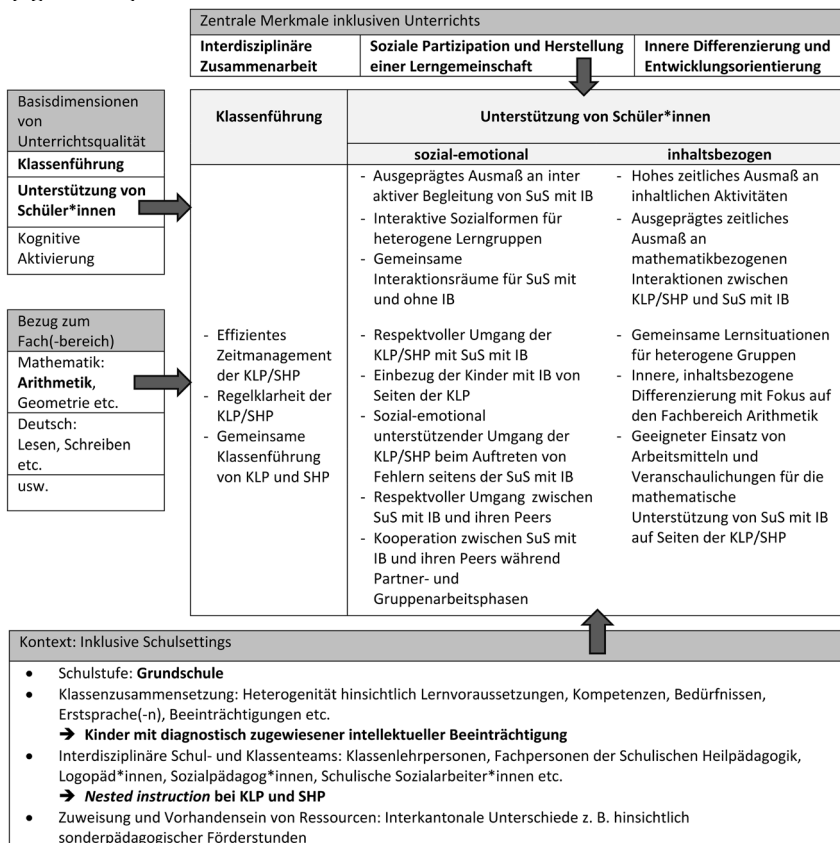 Zentrale Merkmale inklusiven Unterrichts
Interdisziplinäre
Zusammenarbeit
Soziale Partizipation und Herstellung
einer Lerngemeinschaft
Innere Differenzierung und
Entwicklungsorientierung
Basisdimensionen
von
Unterrichtsqualität
Klassenführung
Unterstützung von
Schüler*innen
Kognitive
Aktivierung
Bezug zum
Fach(-bereich)
Mathematik:
Arithmetik,
Geometrie etc.
Deutsch:
Lesen, Schreiben
etc.
usw.
Klassenführung
- Effizientes
Zeitmanagement
der KLP/SHP
- Regelklarheit der
KLP/SHP
- Gemeinsame
Klassenführung
von KLP und SHP
Unterstützung von Schüler*innen
sozial-emotional
- Ausgeprägtes Ausmaß an inter
aktiver Begleitung von SuS mit IB
- Interaktive Sozialformen für
heterogene Lerngruppen
- Gemeinsame
Interaktionsräume für SuS mit
und ohne IB
- Respektvoller Umgang der
KLP/SHP mit SuS mit IB
- Einbezug der Kinder mit IB von
Seiten der KLP
- Sozial-emotional
unterstützender Umgang der
KLP/SHP beim Auftreten von
Fehlern seitens der SuS mit IB
- Respektvoller Umgang zwischen
SuS mit IB und ihren Peers
- Kooperation zwischen SuS mit
IB und ihren Peers während
Partner- und
Gruppenarbeitsphasen
inhaltsbezogen
- Hohes zeitliches Ausmaß an
inhaltlichen Aktivitäten
- Ausgeprägtes zeitliches
Ausmaß an
mathematikbezogenen
Interaktionen zwischen
KLP/SHP und SuS mit IB
- Gemeinsame Lernsituationen
für heterogene Gruppen
- Innere, inhaltsbezogene
Differenzierung mit Fokus auf
den Fachbereich Arithmetik
- Geeigneter Einsatz von
Arbeitsmitteln und
Veranschaulichungen für die
mathematische
Unterstützung von SuS mit IB
auf Seiten der KLP/SHP
Kontext: Inklusive Schulsettings
• Schulstufe: Grundschule
• Klassenzusammensetzung: Heterogenität hinsichtlich Lernvoraussetzungen, Kompetenzen, Bedürfnissen,
Erstsprache(-n), Beeinträchtigungen etc.
➔ Kinder mit diagnostisch zugewiesener intellektueller Beeinträchtigung
• Interdisziplinäre Schul- und Klassenteams: Klassenlehrpersonen, Fachpersonen der Schulischen Heilpädagogik,
Logopäd*innen, Sozialpädagog*innen, Schulische Sozialarbeiter*innen etc.
➔ Nested instruction bei KLP und SHP
• Zuweisung und Vorhandensein von Ressourcen: Interkantonale Unterschiede z. B. hinsichtlich
sonderpädagogischer Förderstunden